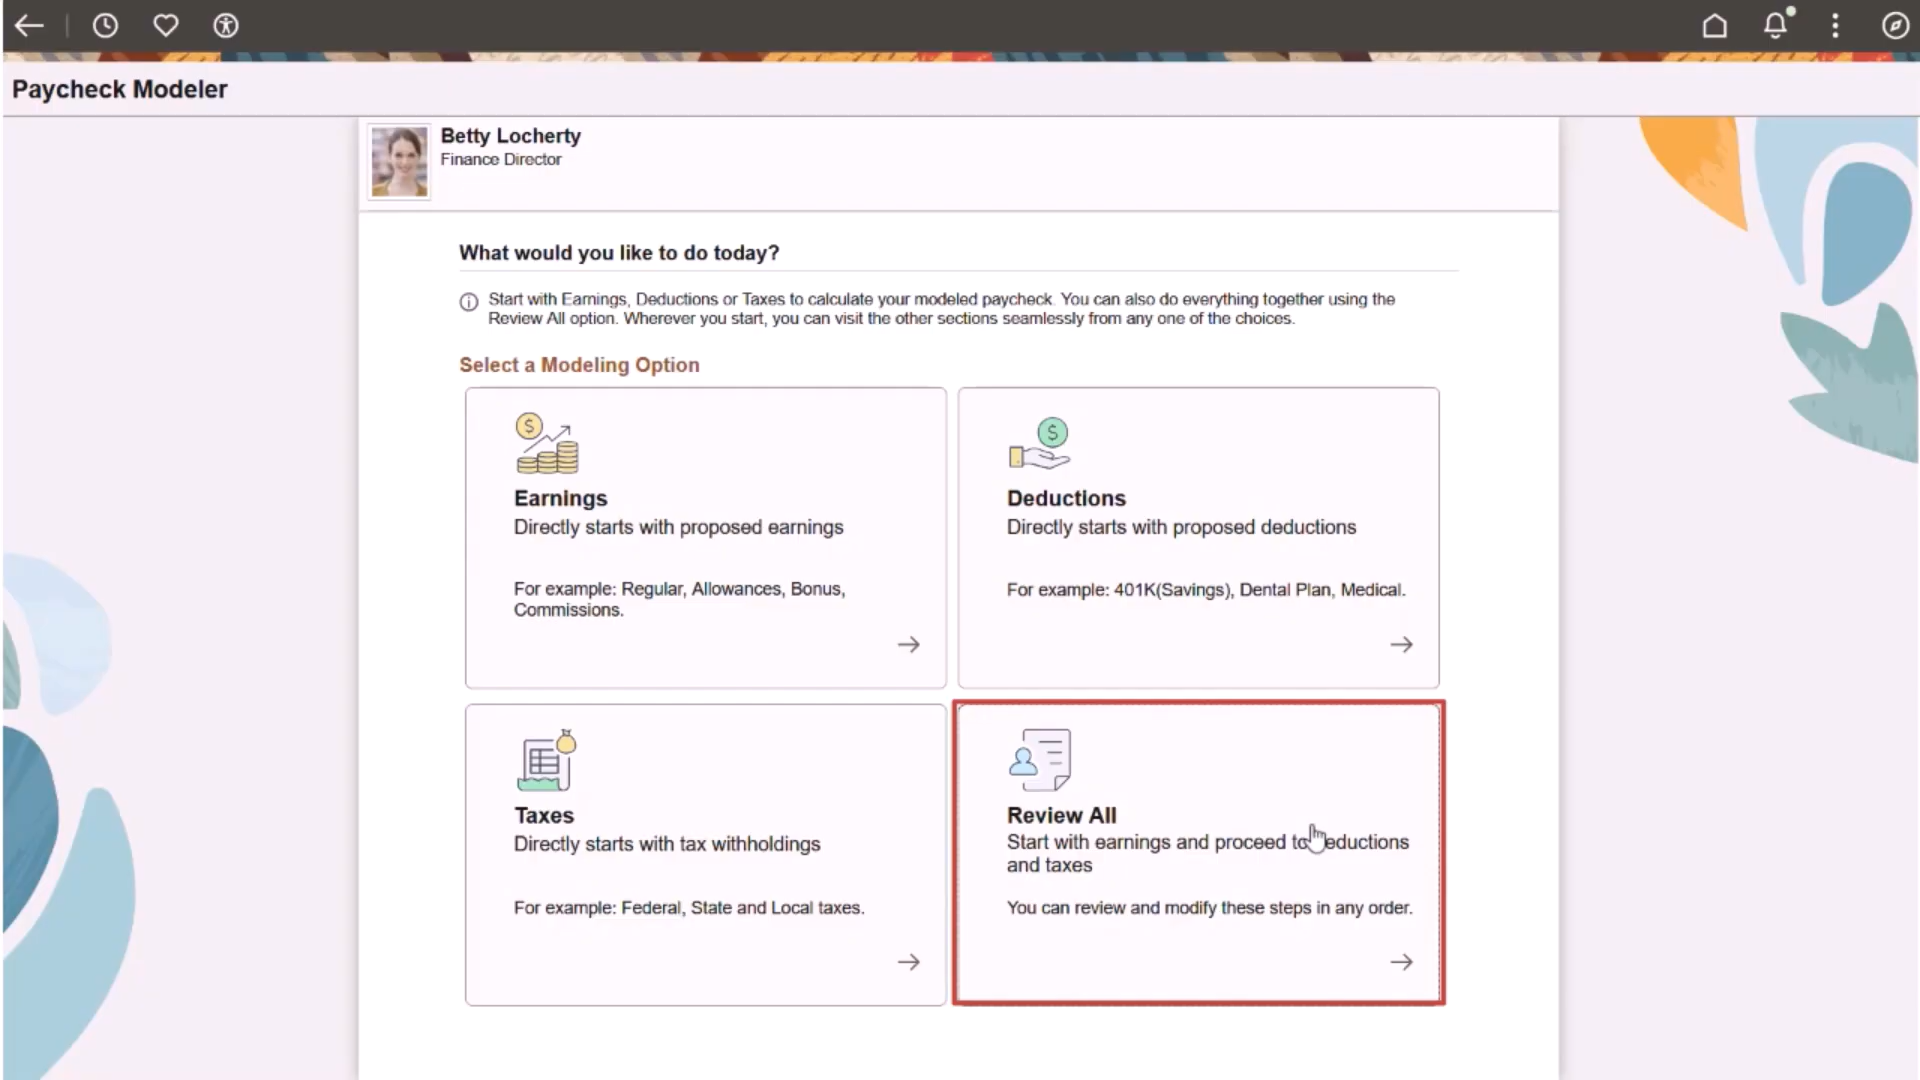 Paycheck Modeler
Betty Locherty
Finance Director
What would you like to do today?
Start with Earnings, Deductions or Taxes to calculate your modeled paycheck. You can also do everything together using the
Review All option. Wherever you start, you can visit the other sections seamlessly from any one of the choices.
Select a Modeling Option
Earnings
Directly starts with proposed earnings
For example: Regular, Allowances, Bonus,
Commissions.
Deductions
Directly starts with proposed deductions
For example: 401K(Savings), Dental Plan, Medical.
Taxes
Directly starts with tax withholdings
For example: Federal, State and Local taxes.
Review All
Start with earnings and proceed to deductions
and taxes
You can review and modify these steps in any order.